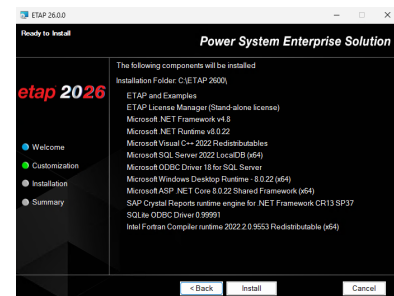 ETAP 26.0.0
Ready to Install
Power System Enterprise Solution
The following components will be installed
Installation Folder: C:\ETAP 2600\
etap 2026
ETAP and Examples
ETAP License Manager (Stand-alone license)
Microsoft .NET Framework v4.8
Microsoft .NET Runtime v8.0.22
Microsoft Visual C++ 2022 Redistributables
Microsoft SQL Server 2022 LocalDB (x64)
Microsoft ODBC Driver 18 for SQL Server
Microsoft Windows Desktop Runtime - 8.0.22 (x64)
Microsoft ASP .NET Core 8.0.22 Shared Framework (x64)
SAP Crystal Reports runtime engine for .NET Framework CR13 SP37
SQLite ODBC Driver 0.99991
Intel Fortran Compiler runtime 2022.2.0.9553 Redistributable (x64)
Welcome
Customization
Installation
Summary
< Back
Install
Cancel